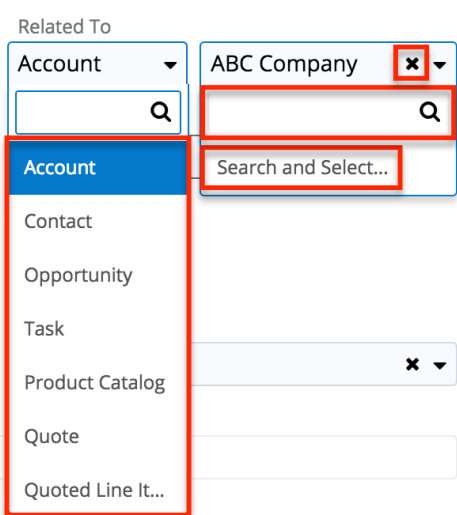 Related To
Account
ABC Company
Account
Search and Select...
Contact
Opportunity
Task
Product Catalog
Quote
Quoted Line It...